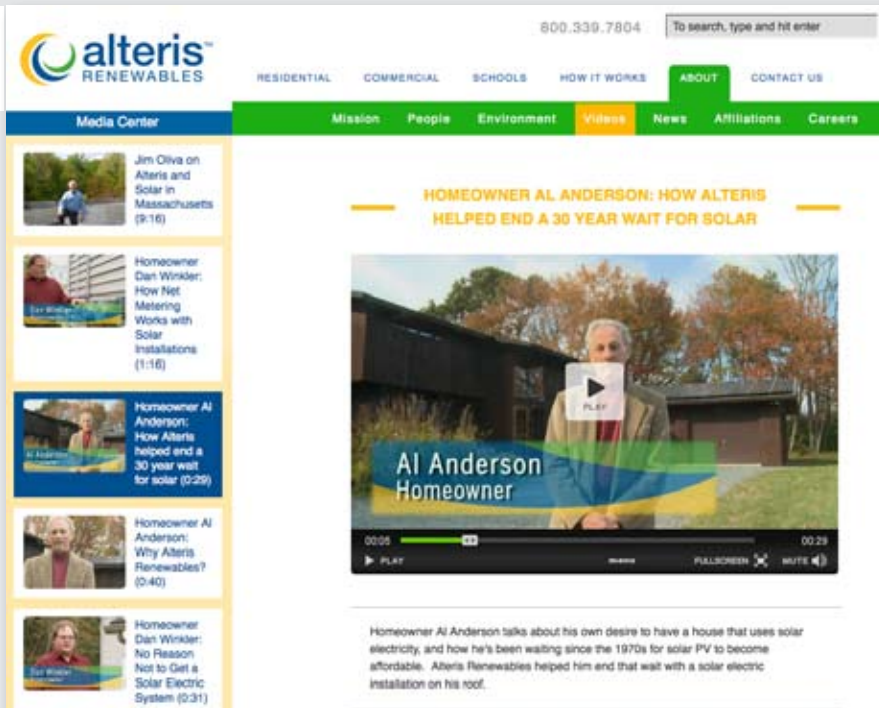 800.339.7804
To search, type and hit enter
alteris™
RENEWABLES
RESIDENTIAL COMMERCIAL SCHOOLS HOW IT WORKS ABOUT CONTACT US
Media Center
Mission People Environment Videos News Affiliations Careers
Jim Oliva on
Alteris and
Solar in
Massachusetts
(9:16)
Homeowner
Dan Winkler:
How Net
Metering
Works with
Solar
Installations
(1:16)
Dan Winkler
Homeowner Al
Anderson:
How Alteris
helped end a
30 year wait
for solar (0:29)
Al Anderson
Homeowner Al
Anderson:
Why Alteris
Renewables?
(0:40)
Homeowner
Dan Winkler:
No Reason
Not to Get a
Solar Electric
System (0:31)
Dan Winkler
HOMEOWNER AL ANDERSON: HOW ALTERIS
HELPED END A 30 YEAR WAIT FOR SOLAR
PLAY
Al Anderson
Homeowner
00:05 00:29
PLAY FULLSCREEN MUTE
Homeowner Al Anderson talks about his own desire to have a house that uses solar
electricity, and how he's been waiting since the 1970s for solar PV to become
affordable. Alteris Renewables helped him end that wait with a solar electric
installation on his roof.